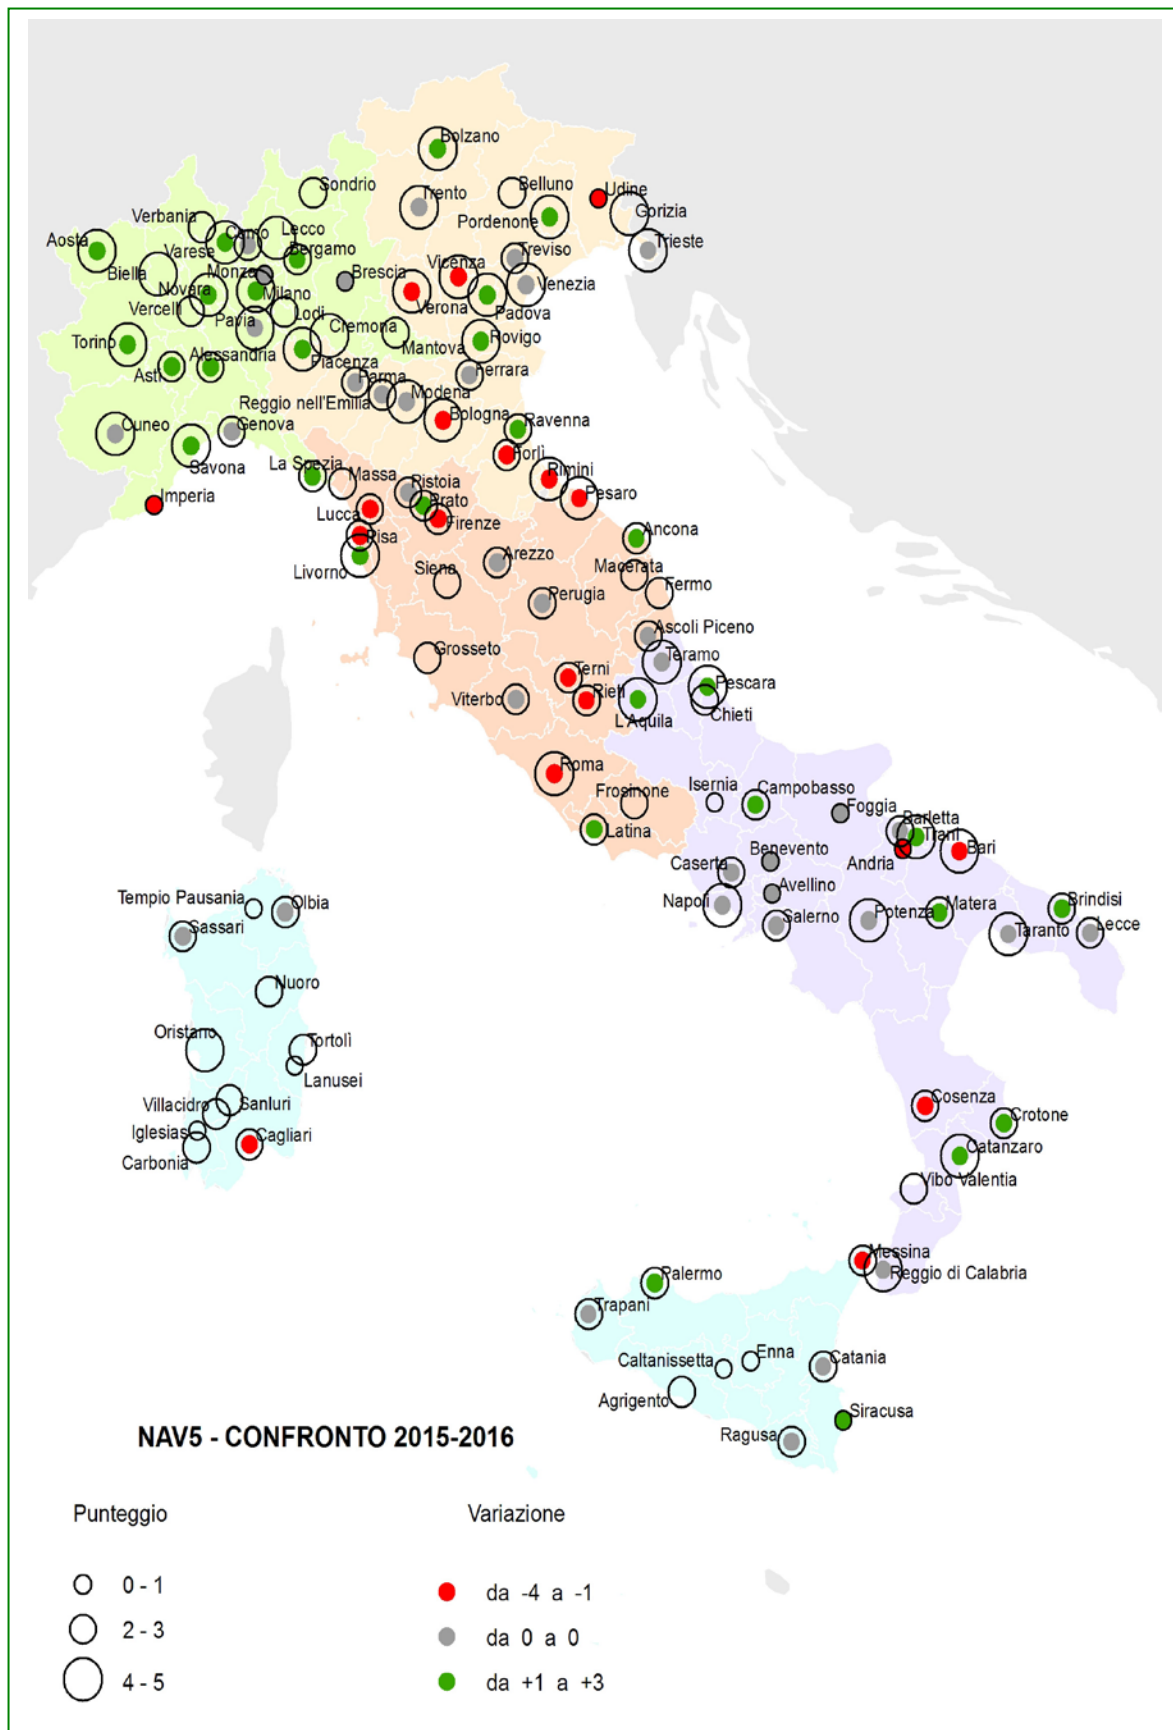 Bolzano
Sondrio
Belluno
Udine
Trento
Verbania
Pordenone
Gorizia
Aosta
Como
Lecco
Varese
Bergamo
Treviso
Trieste
Biella
Monza
Brescia
Vicenza
Venezia
Novara
Milano
Verona
Padova
Vercelli
Pavia
Lodi
Cremona
Mantova
Rovigo
Torino
Alessandria
Piacenza
Asti
Parma
Ferrara
Reggio nell'Emilia
Modena
Cuneo
Genova
Bologna
Ravenna
Savona
Forlì
La Spezia
Massa
Pistoia
Rimini
Imperia
Prato
Pesaro
Lucca
Firenze
Pisa
Ancona
Livorno
Siena
Arezzo
Macerata
Fermo
Perugia
Ascoli Piceno
Grosseto
Teramo
Terni
Pescara
Viterbo
Rieti
L'Aquila
Chieti
Roma
Isernia
Campobasso
Frosinone
Foggia
Barletta
Latina
Trani
Benevento
Andria
Bari
Caserta
Avellino
Tempio Pausania
Olbia
Napoli
Salerno
Potenza
Matera
Brindisi
Sassari
Taranto
Lecce
Nuoro
Oristano
Tortolì
Lanusei
Villacidro
Sanluri
Cosenza
Crotone
Iglesias
Cagliari
Carbonia
Catanzaro
Vibo Valentia
Messina
Palermo
Reggio di Calabria
Trapani
Enna
Caltanissetta
Catania
Agrigento
Siracusa
Ragusa
NAV5 - CONFRONTO 2015-2016
Punteggio
Variazione
0 - 1
da -4 a -1
2 - 3
da 0 a 0
4 - 5
da +1 a +3